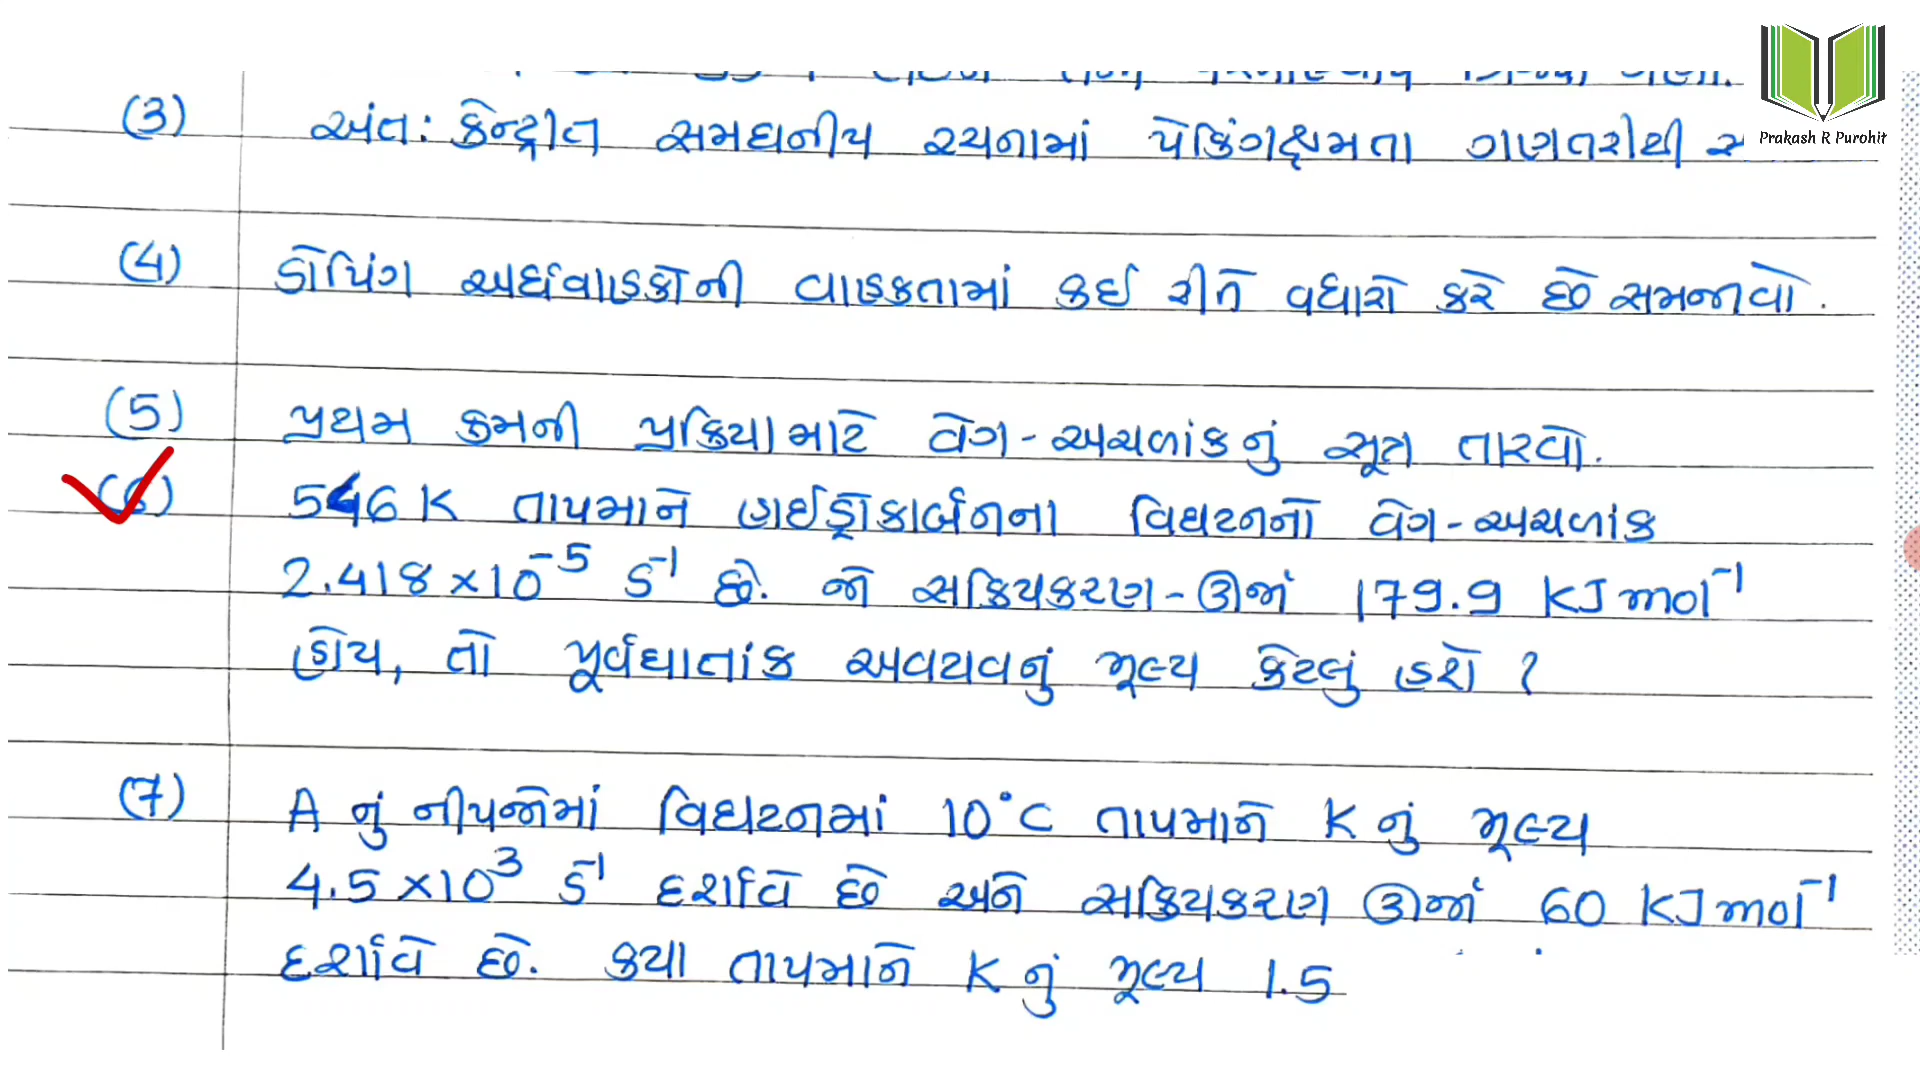 Prakash R Purohit
(3) અંત: કેન્દ્રીત સમઘનીય રચનામાં પેકિંગક્ષમતા ગણતરીથી
(4) ડોપિંગ અર્ધવાહકોની વાહકતામાં કઈ રીતે વધારો કરે છે સમજાવો.
(5) પ્રથમ ક્રમની પ્રક્રિયા માટે વેગ-અચળાંકનું સૂત્ર તારવો.
(6) 546 K તાપમાને હાઈડ્રોકાર્બનના વિઘટનનો વેગ-અચળાંક
2.418 × 10⁻⁵ S⁻¹ છે. જો સક્રિયકરણ-ઊર્જા 179.9 KJ mol⁻¹
હોય, તો પૂર્વઘાતાંક અવયવનું મૂલ્ય કેટલું હશે ?
(7) A નું નીપજોમાં વિઘટનમાં 10°C તાપમાને K નું મૂલ્ય
4.5 × 10³ S⁻¹ દર્શાવે છે અને સક્રિયકરણ ઊર્જા 60 KJ mol⁻¹
દર્શાવે છે. કયા તાપમાને K નું મૂલ્ય 1.5